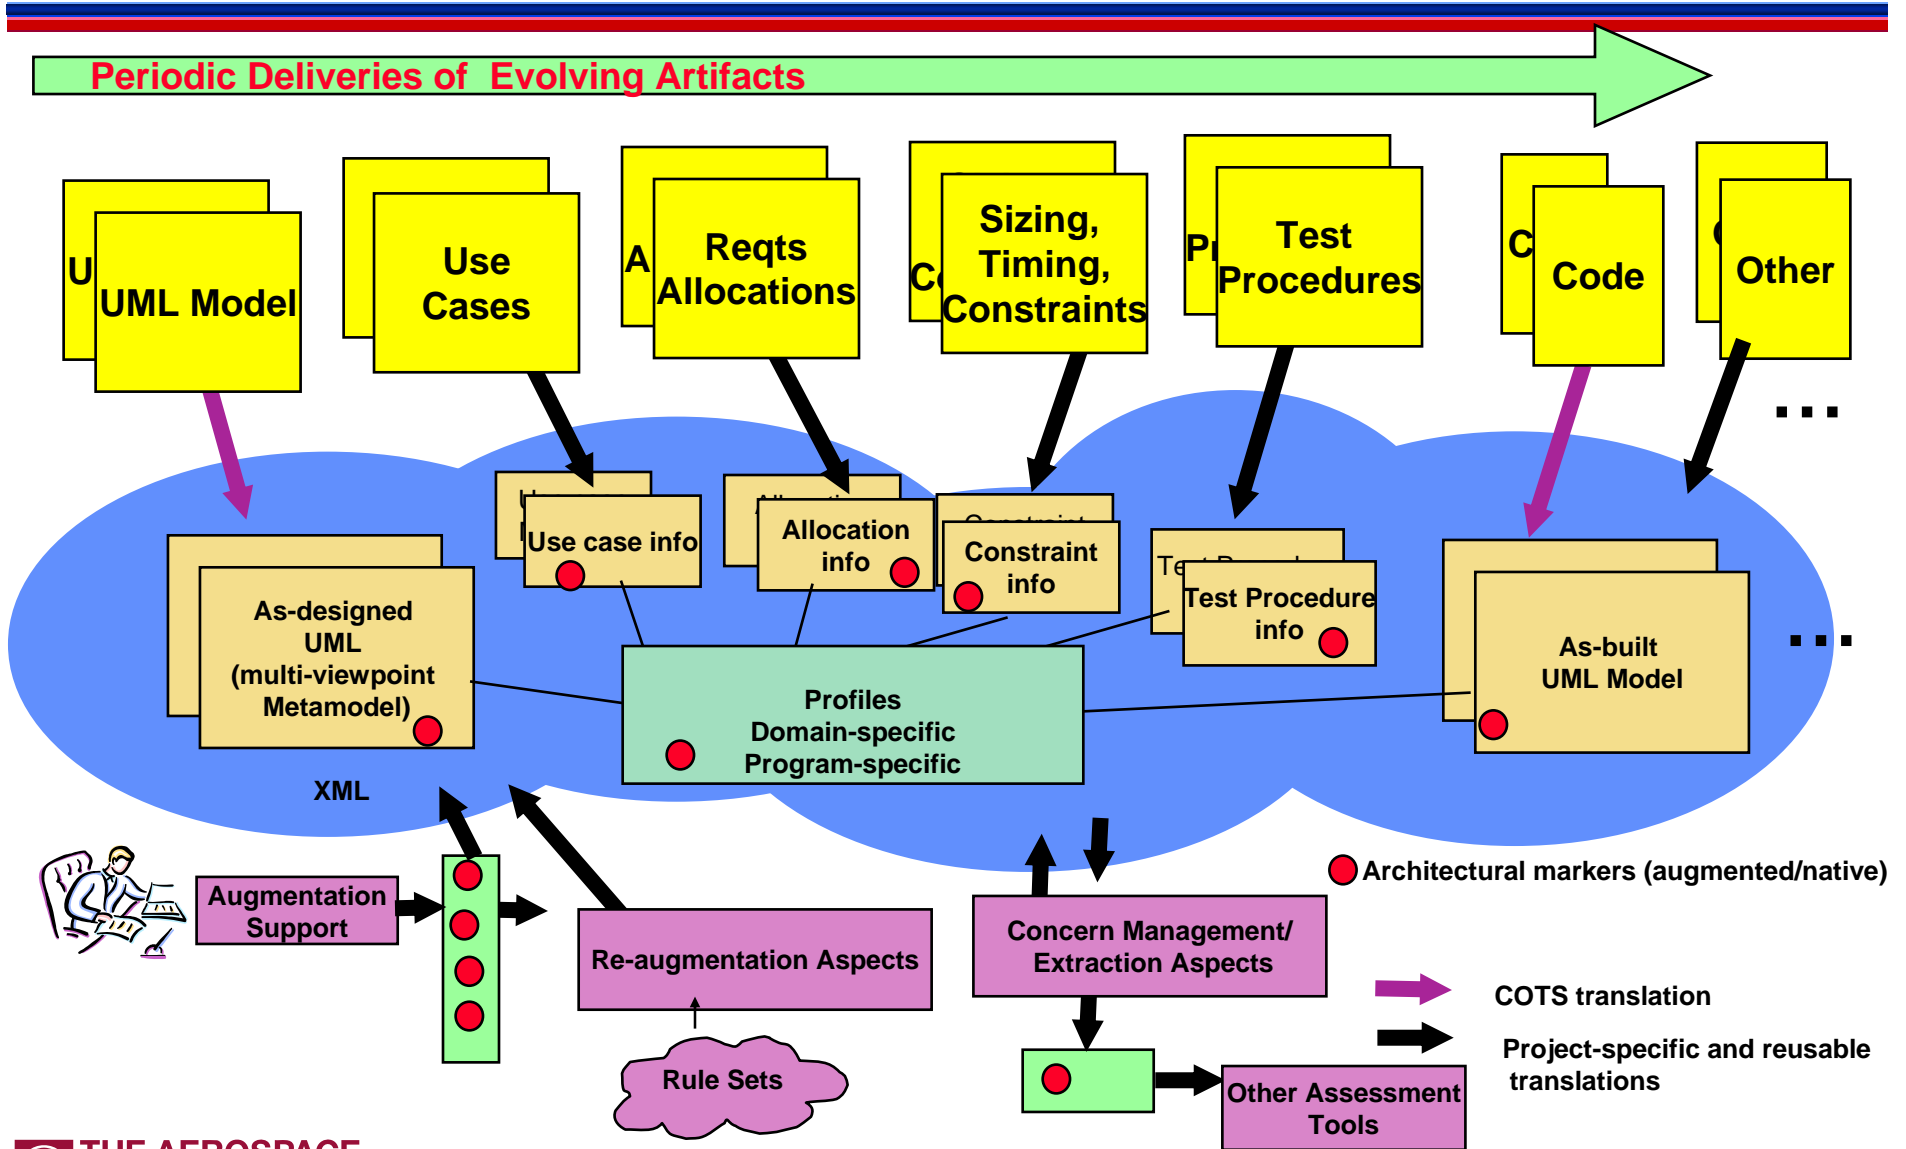 Periodic Deliveries of Evolving Artifacts
UML Model
Use
Cases
Reqts
Allocations
Sizing,
Timing,
Constraints
Test
Procedures
Code
Other
...
Use case info
Allocation
info
Constraint
info
Test Procedure
info
As-designed
UML
(multi-viewpoint
Metamodel)
Profiles
Domain-specific
Program-specific
As-built
UML Model
...
XML
Augmentation
Support
Re-augmentation Aspects
Rule Sets
Concern Management/
Extraction Aspects
Other Assessment
Tools
Architectural markers (augmented/native)
COTS translation
Project-specific and reusable
translations
THE AEROSPACE